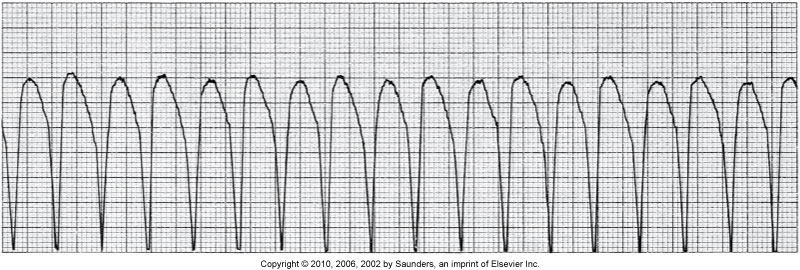 Copyright © 2010, 2006, 2002 by Saunders, an imprint of Elsevier Inc.